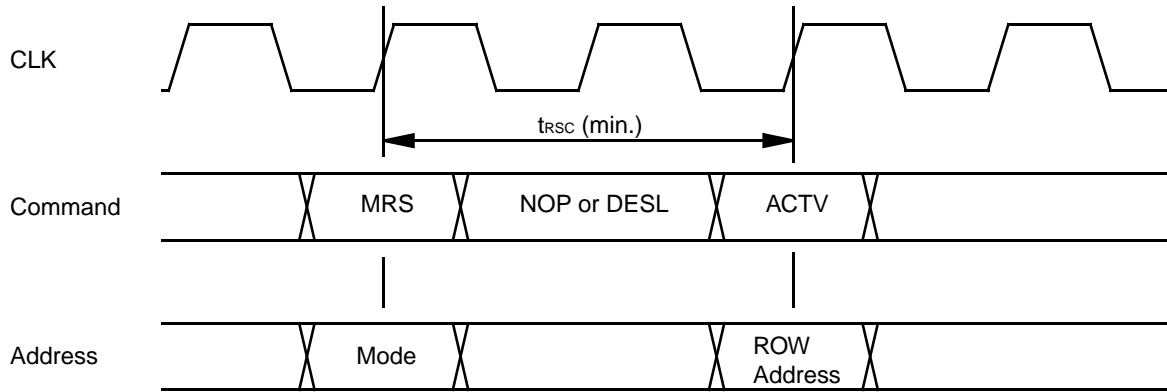 CLK
tRSC (min.)
Command
MRS
NOP or DESL
ACTV
Address
Mode
ROW
Address